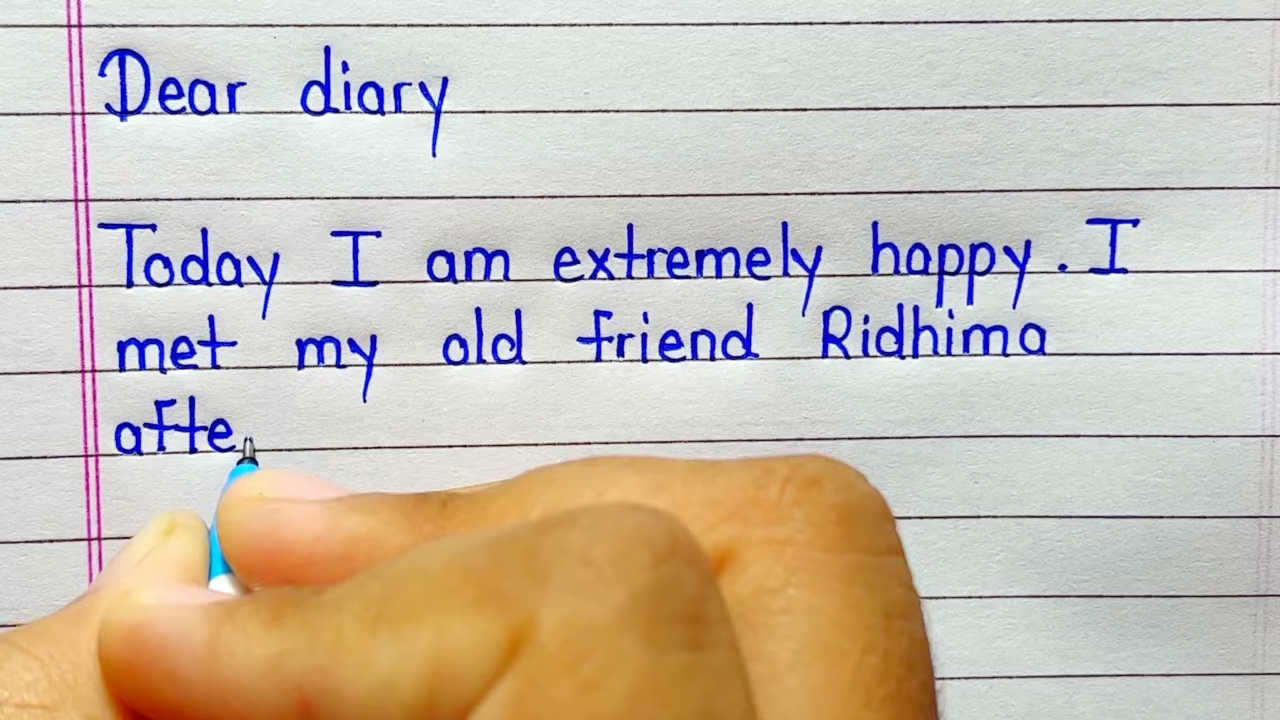 Dear diary
Today I am extremely happy. I
met my old friend Ridhima
afte